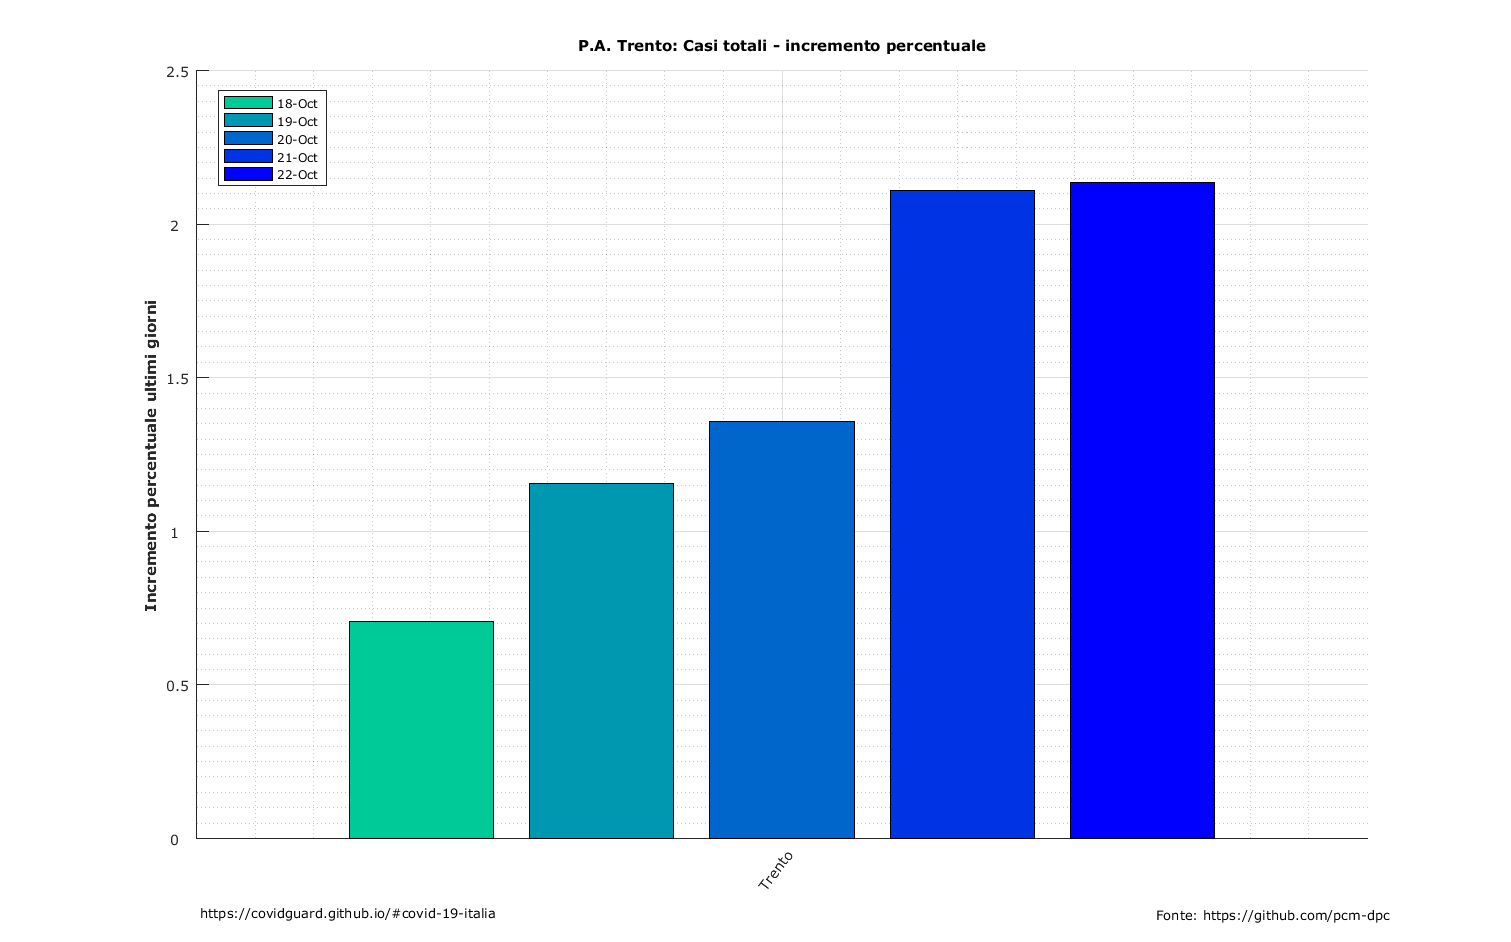 P.A. Trento: Casi totali - incremento percentuale
2.5
2
1.5
1
0.5
0
Incremento percentuale ultimi giorni
18-Oct
19-Oct
20-Oct
21-Oct
22-Oct
Trento
https://covidguard.github.io/#covid-19-italia
Fonte: https://github.com/pcm-dpc